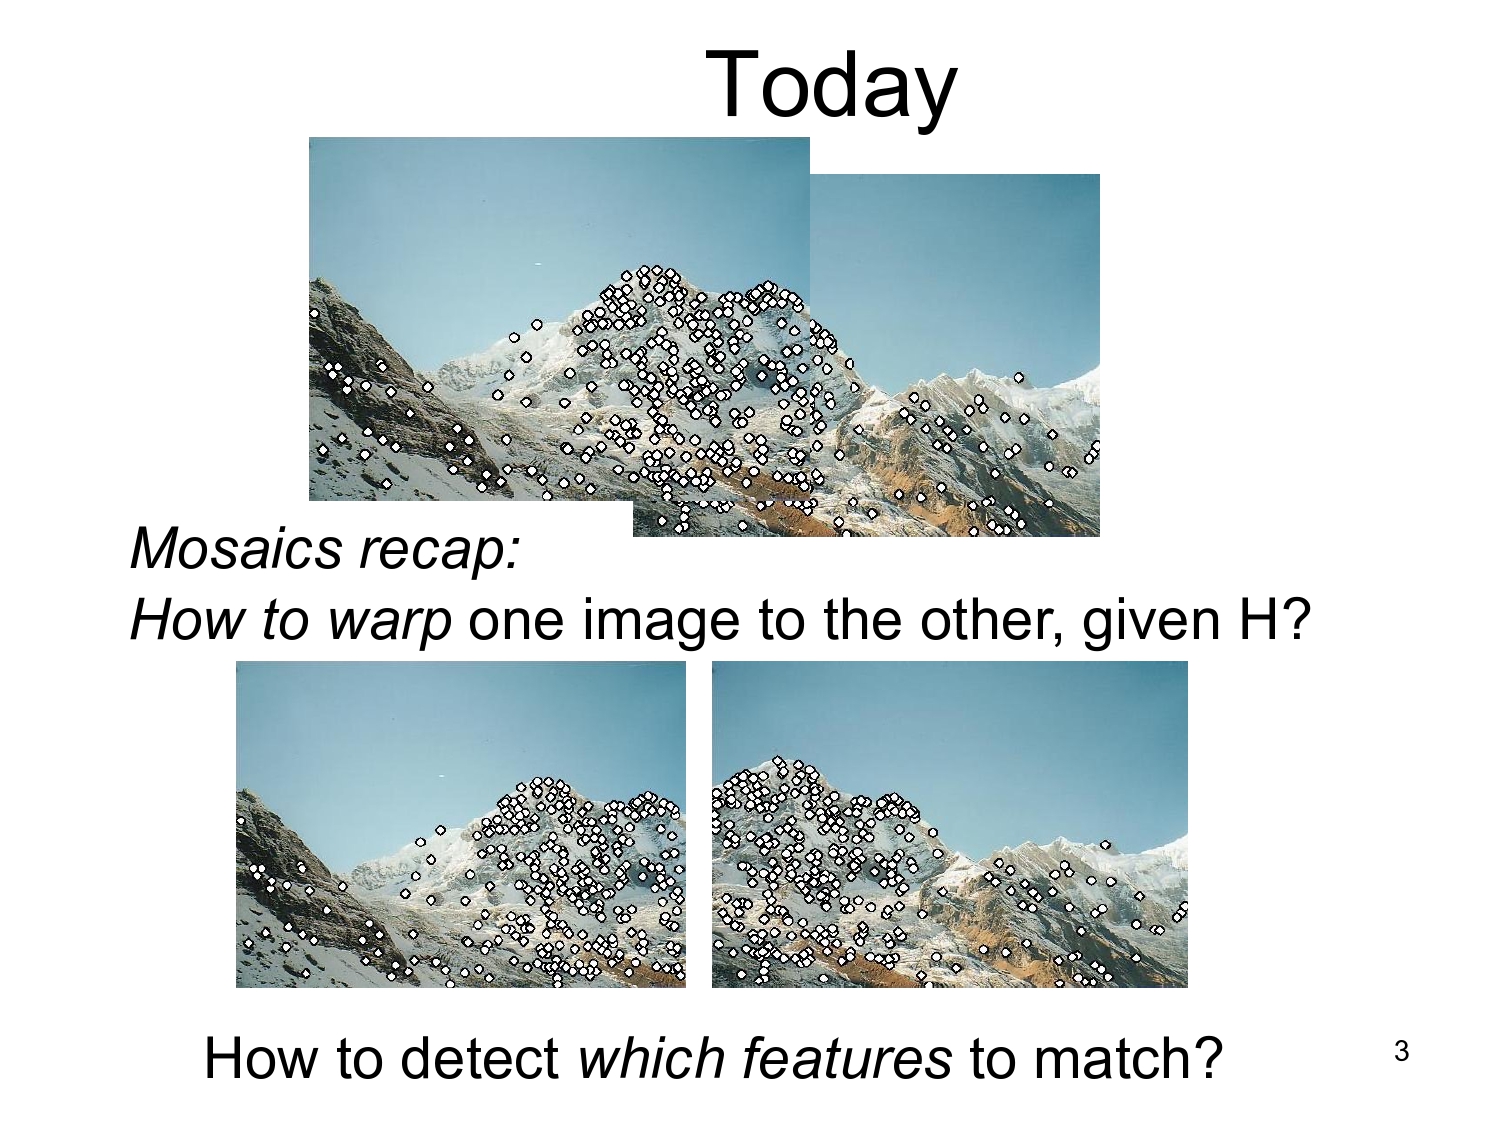 Today
Mosaics recap:
How to warp one image to the other, given H?
How to detect which features to match?
3